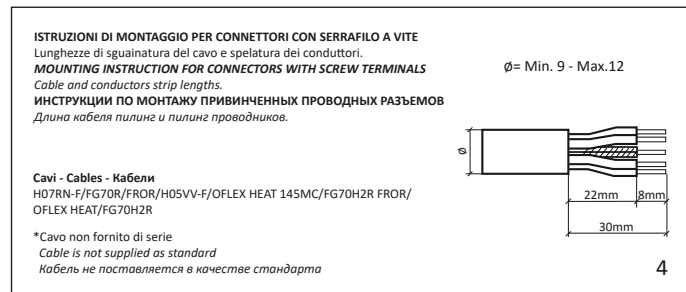 ISTRUZIONI DI MONTAGGIO PER CONNETTORI CON SERRAFILO A VITE
Lunghezze di sguainatura del cavo e spelatura dei conduttori.
MOUNTING INSTRUCTION FOR CONNECTORS WITH SCREW TERMINALS
Cable and conductors strip lengths.
ИНСТРУКЦИИ ПО МОНТАЖУ ПРИВИНЧЕННЫХ ПРОВОДНЫХ РАЗЪЕМОВ
Длина кабеля пилинг и пилинг проводников.
ø= Min. 9 - Max.12
ø
22mm
8mm
30mm
Cavi - Cables - Кабели
H07RN-F/FG70R/FROR/H05VV-F/OFLEX HEAT 145MC/FG70H2R FROR/
OFLEX HEAT/FG70H2R
*Cavo non fornito di serie
Cable is not supplied as standard
Кабель не поставляется в качестве стандарта
4